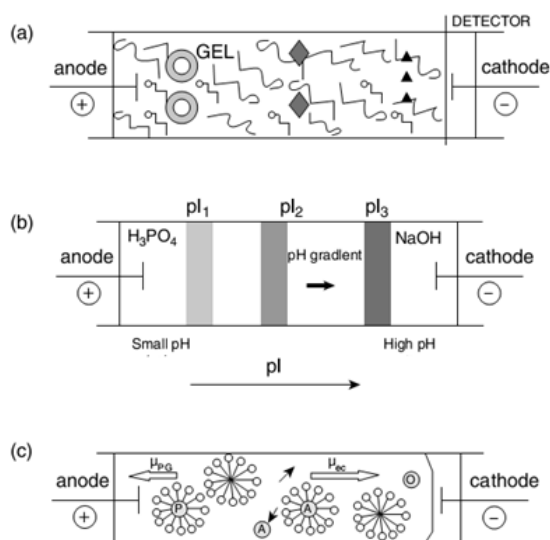 (a)
DETECTOR
GEL
anode
cathode
+
−
(b)
pI₁ pI₂ pI₃
H₃PO₄
NaOH
pH gradient
anode
cathode
+
−
Small pH
High pH
pI
(c)
μPG
μec
anode
cathode
O
P
A
A
+
−